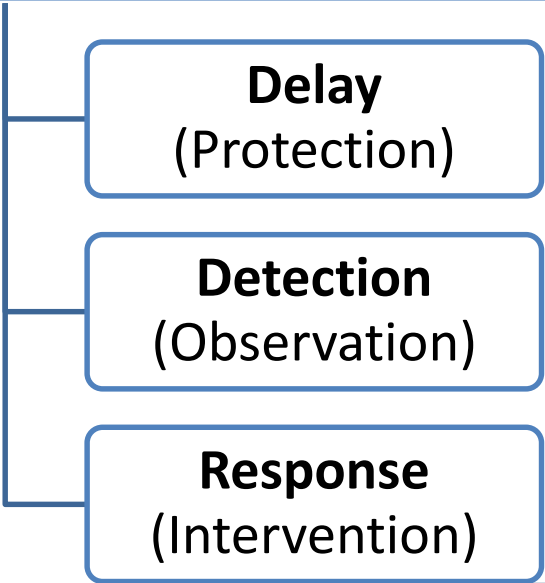 Delay
(Protection)
Detection
(Observation)
Response
(Intervention)